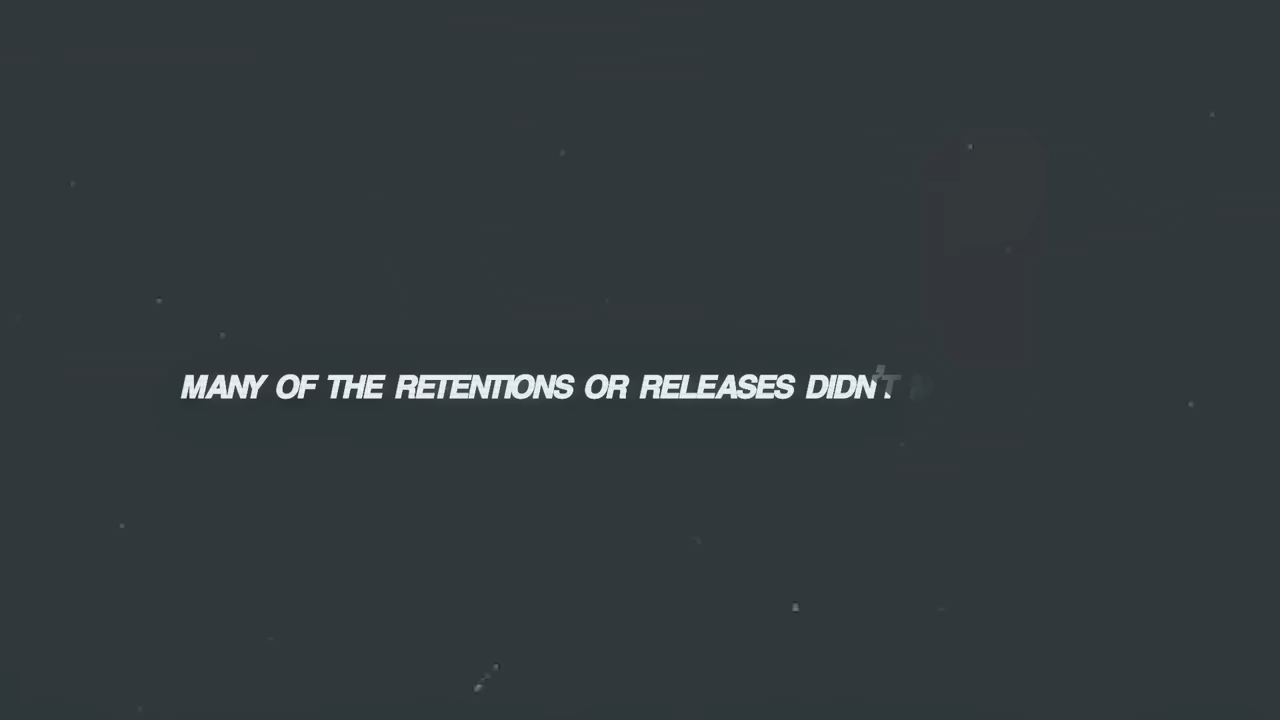 MANY OF THE RETENTIONS OR RELEASES DIDN'T